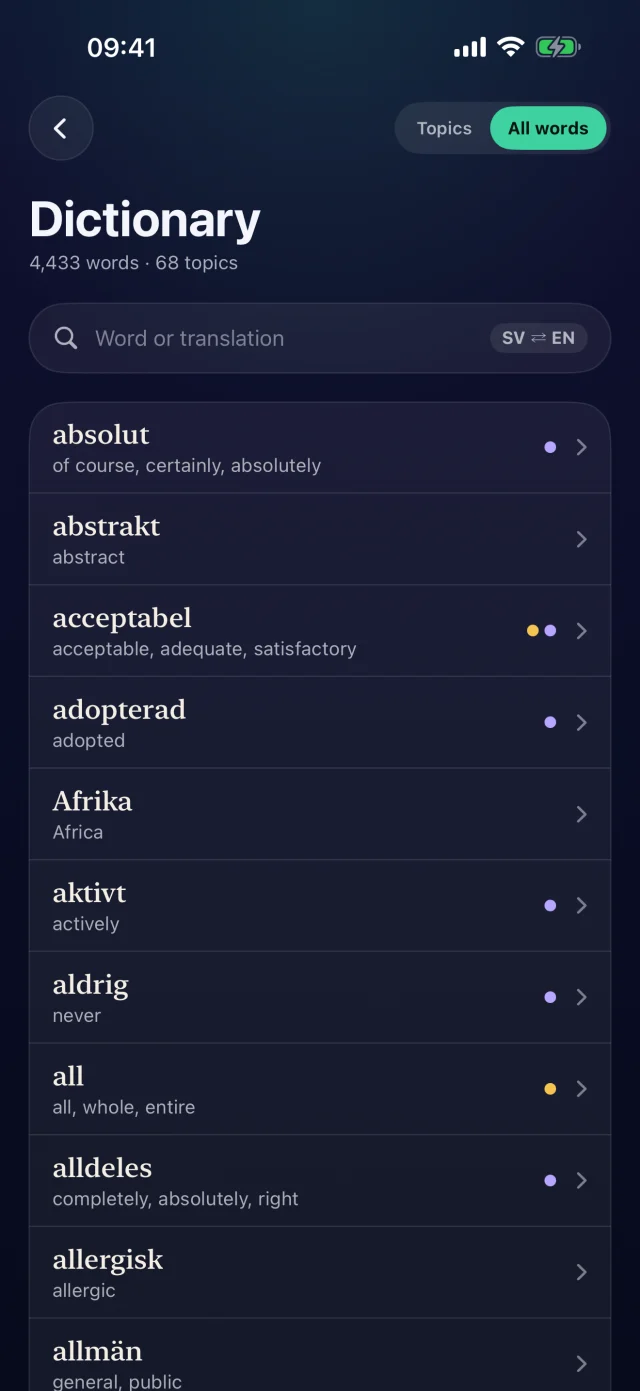 09:41
Topics
All words
Dictionary
4,433 words · 68 topics
Word or translation
SV ⇄ EN
absolut
of course, certainly, absolutely
abstrakt
abstract
acceptabel
acceptable, adequate, satisfactory
adopterad
adopted
Afrika
Africa
aktivt
actively
aldrig
never
all
all, whole, entire
alldeles
completely, absolutely, right
allergisk
allergic
allmän
general, public